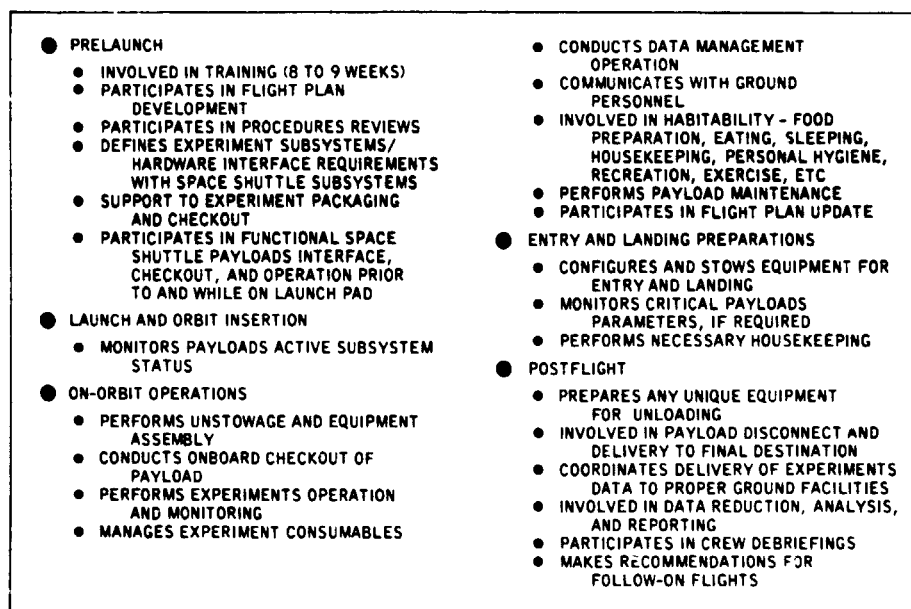 ● PRELAUNCH
● INVOLVED IN TRAINING (8 TO 9 WEEKS)
● PARTICIPATES IN FLIGHT PLAN
DEVELOPMENT
● PARTICIPATES IN PROCEDURES REVIEWS
● DEFINES EXPERIMENT SUBSYSTEMS/
HARDWARE INTERFACE REQUIREMENTS
WITH SPACE SHUTTLE SUBSYSTEMS
● SUPPORT TO EXPERIMENT PACKAGING
AND CHECKOUT
● PARTICIPATES IN FUNCTIONAL SPACE
SHUTTLE PAYLOADS INTERFACE,
CHECKOUT, AND OPERATION PRIOR
TO AND WHILE ON LAUNCH PAD
● LAUNCH AND ORBIT INSERTION
● MONITORS PAYLOADS ACTIVE SUBSYSTEM
STATUS
● ON-ORBIT OPERATIONS
● PERFORMS UNSTOWAGE AND EQUIPMENT
ASSEMBLY
● CONDUCTS ONBOARD CHECKOUT OF
PAYLOAD
● PERFORMS EXPERIMENTS OPERATION
AND MONITORING
● MANAGES EXPERIMENT CONSUMABLES
● CONDUCTS DATA MANAGEMENT
OPERATION
● COMMUNICATES WITH GROUND
PERSONNEL
● INVOLVED IN HABITABILITY - FOOD
PREPARATION, EATING, SLEEPING,
HOUSEKEEPING, PERSONAL HYGIENE,
RECREATION, EXERCISE, ETC
● PERFORMS PAYLOAD MAINTENANCE
● PARTICIPATES IN FLIGHT PLAN UPDATE
● ENTRY AND LANDING PREPARATIONS
● CONFIGURES AND STOWS EQUIPMENT FOR
ENTRY AND LANDING
● MONITORS CRITICAL PAYLOADS
PARAMETERS, IF REQUIRED
● PERFORMS NECESSARY HOUSEKEEPING
● POSTFLIGHT
● PREPARES ANY UNIQUE EQUIPMENT
FOR UNLOADING
● INVOLVED IN PAYLOAD DISCONNECT AND
DELIVERY TO FINAL DESTINATION
● COORDINATES DELIVERY OF EXPERIMENTS
DATA TO PROPER GROUND FACILITIES
● INVOLVED IN DATA REDUCTION, ANALYSIS,
AND REPORTING
● PARTICIPATES IN CREW DEBRIEFINGS
● MAKES RECOMMENDATIONS FOR
FOLLOW-ON FLIGHTS